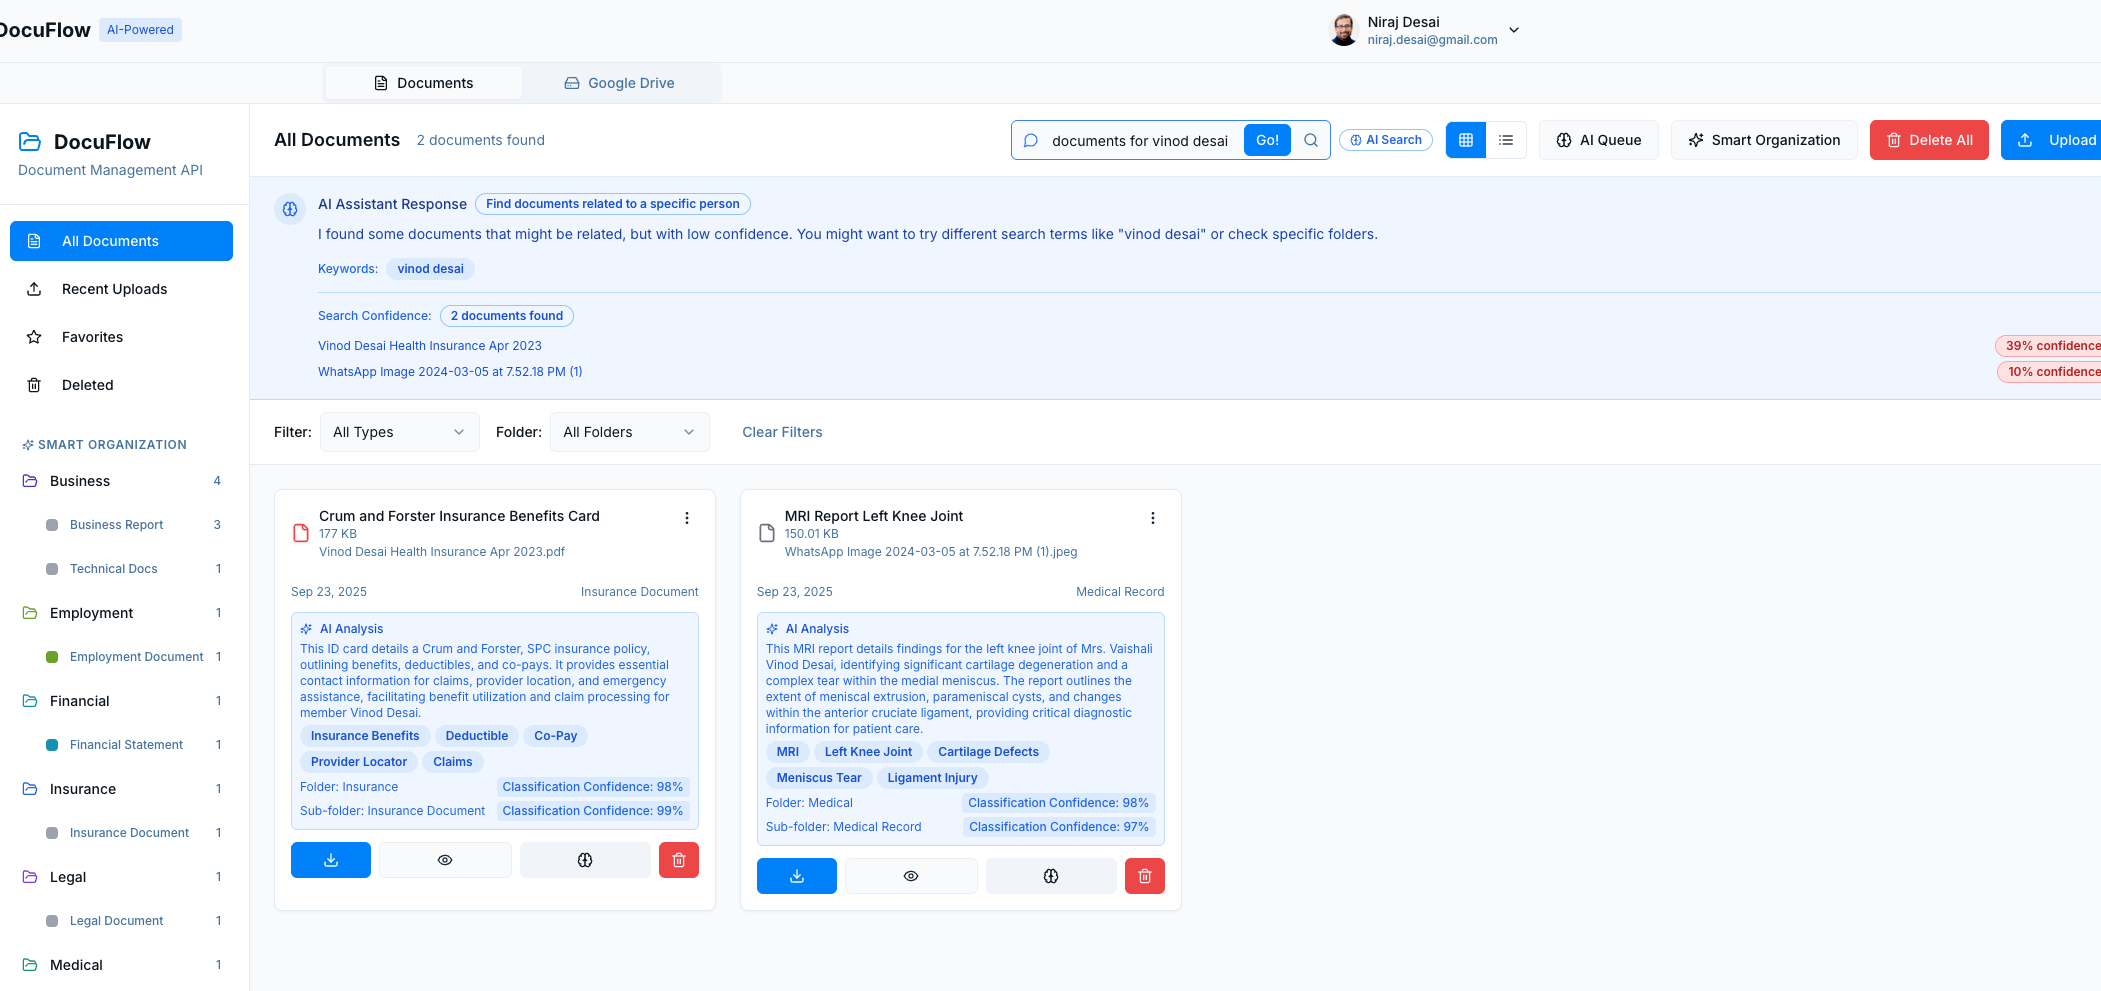 DocuFlow AI-Powered
Niraj Desai
niraj.desai@gmail.com
Documents
Google Drive
DocuFlow
Document Management API
All Documents
Recent Uploads
Favorites
Deleted
SMART ORGANIZATION
Business 4
Business Report 3
Technical Docs 1
Employment 1
Employment Document 1
Financial 1
Financial Statement 1
Insurance 1
Insurance Document 1
Legal 1
Legal Document 1
Medical 1
All Documents 2 documents found
documents for vinod desai Go! AI Search
AI Queue
Smart Organization
Delete All
Upload
AI Assistant Response Find documents related to a specific person
I found some documents that might be related, but with low confidence. You might want to try different search terms like "vinod desai" or check specific folders.
Keywords: vinod desai
Search Confidence: 2 documents found
Vinod Desai Health Insurance Apr 2023 39% confidence
WhatsApp Image 2024-03-05 at 7.52.18 PM (1) 10% confidence
Filter: All Types Folder: All Folders Clear Filters
Crum and Forster Insurance Benefits Card
177 KB
Vinod Desai Health Insurance Apr 2023.pdf
Sep 23, 2025 Insurance Document
AI Analysis
This ID card details a Crum and Forster, SPC insurance policy,
outlining benefits, deductibles, and co-pays. It provides essential
contact information for claims, provider location, and emergency
assistance, facilitating benefit utilization and claim processing for
member Vinod Desai.
Insurance Benefits Deductible Co-Pay
Provider Locator Claims
Folder: Insurance Classification Confidence: 98%
Sub-folder: Insurance Document Classification Confidence: 99%
MRI Report Left Knee Joint
150.01 KB
WhatsApp Image 2024-03-05 at 7.52.18 PM (1).jpeg
Sep 23, 2025 Medical Record
AI Analysis
This MRI report details findings for the left knee joint of Mrs. Vaishali
Vinod Desai, identifying significant cartilage degeneration and a
complex tear within the medial meniscus. The report outlines the
extent of meniscal extrusion, parameniscal cysts, and changes
within the anterior cruciate ligament, providing critical diagnostic
information for patient care.
MRI Left Knee Joint Cartilage Defects
Meniscus Tear Ligament Injury
Folder: Medical Classification Confidence: 98%
Sub-folder: Medical Record Classification Confidence: 97%